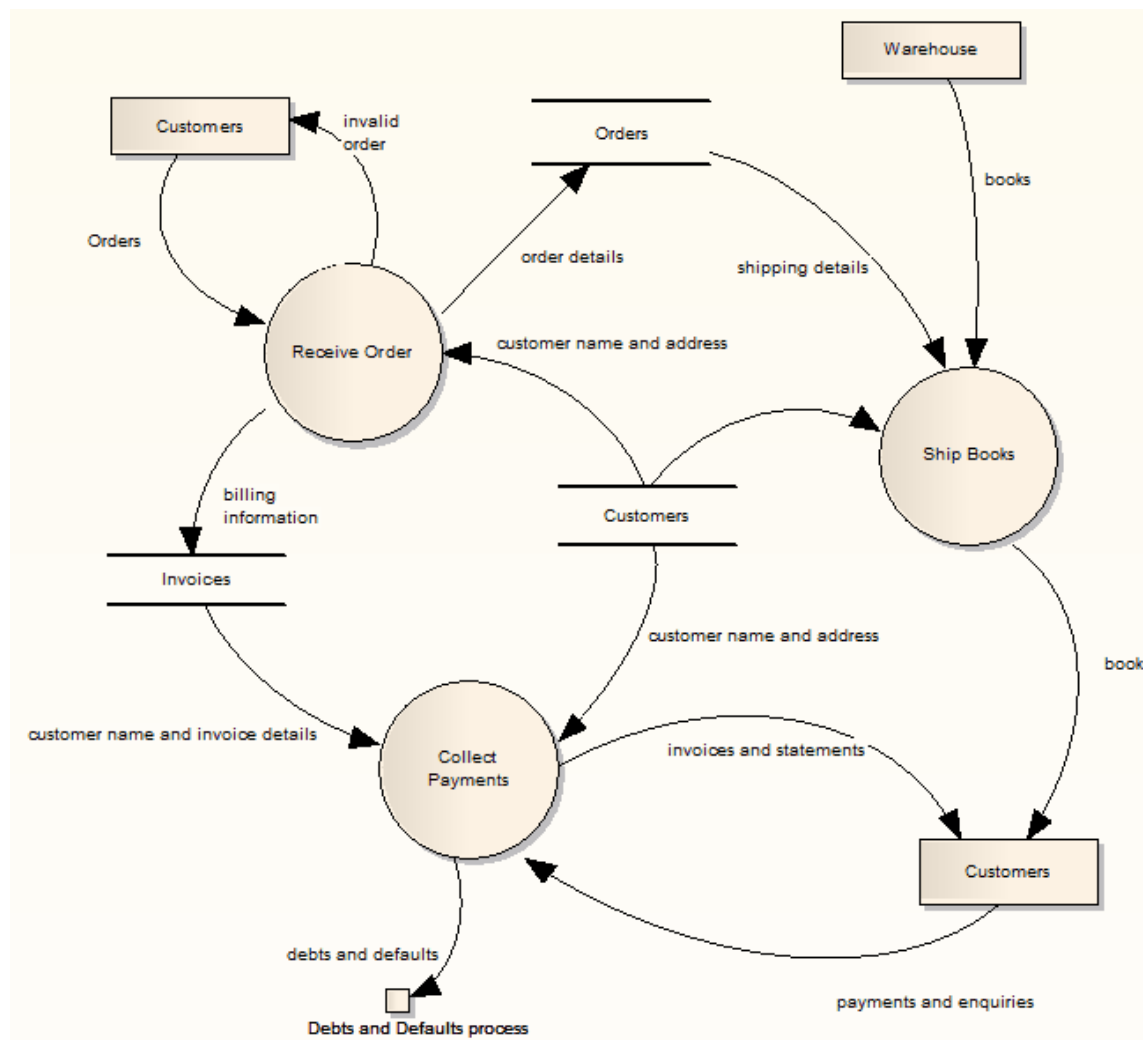 Warehouse
Customers
invalid
order
Orders
books
Orders
order details
shipping details
customer name and address
Receive Order
Ship Books
billing
information
Customers
Invoices
customer name and address
book
customer name and invoice details
invoices and statements
Collect
Payments
Customers
debts and defaults
payments and enquiries
Debts and Defaults process